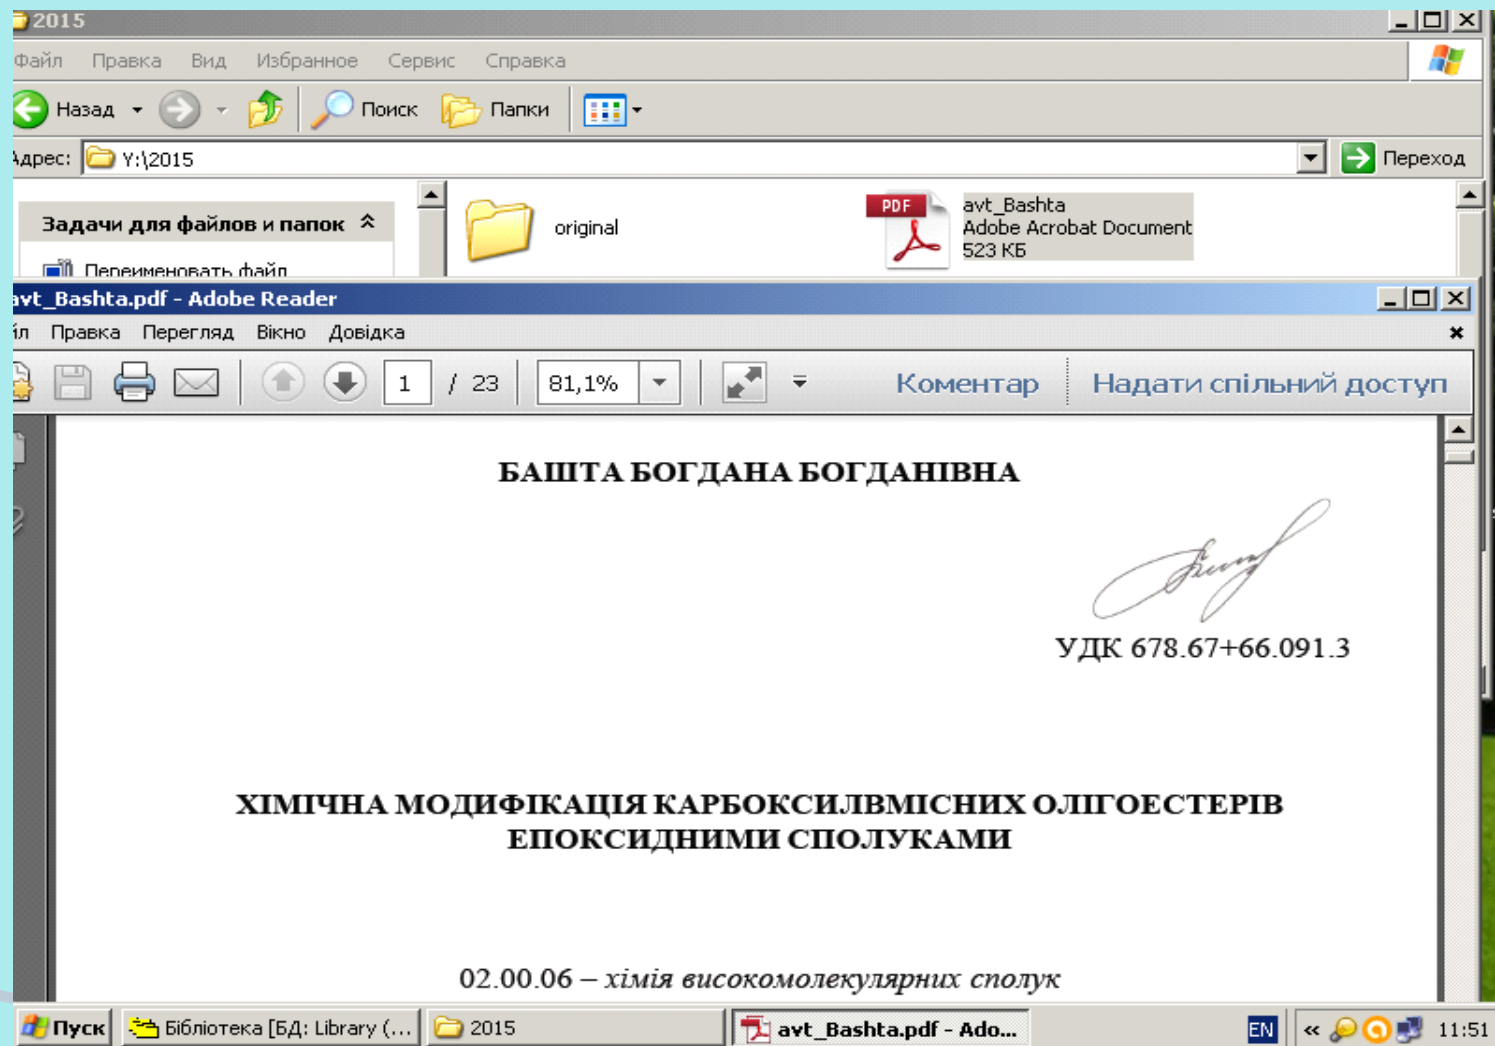 2015
Файл Правка Вид Избранное Сервис Справка
Назад Поиск Папки
Адрес: Y:\2015 Переход
Задачи для файлов и папок
Переименовать файл
original
avt_Bashta
Adobe Acrobat Document
523 КБ
avt_Bashta.pdf - Adobe Reader
йл Правка Перегляд Вікно Довідка
1 / 23 81,1% Коментар Надати спільний доступ
БАШТА БОГДАНА БОГДАНІВНА
УДК 678.67+66.091.3
ХІМІЧНА МОДИФІКАЦІЯ КАРБОКСИЛВМІСНИХ ОЛІГОЕСТЕРІВ
ЕПОКСИДНИМИ СПОЛУКАМИ
02.00.06 – хімія високомолекулярних сполук
Пуск Бібліотека [БД: Library (... 2015 avt_Bashta.pdf - Ado... EN « 11:51